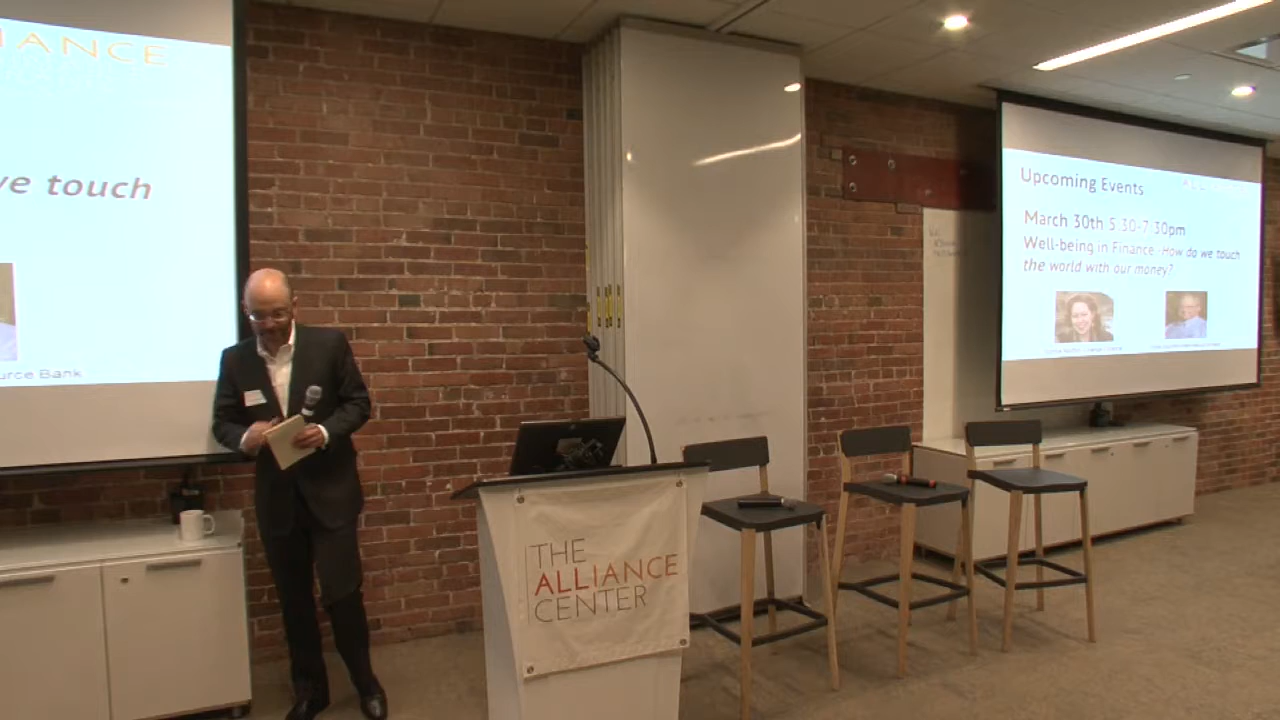 IANCE
ve touch
urce Bank
THE
ALLIANCE
CENTER
Upcoming Events
March 30th 5:30-7:30pm
Well-being in Finance -How do we touch
the world with our money?